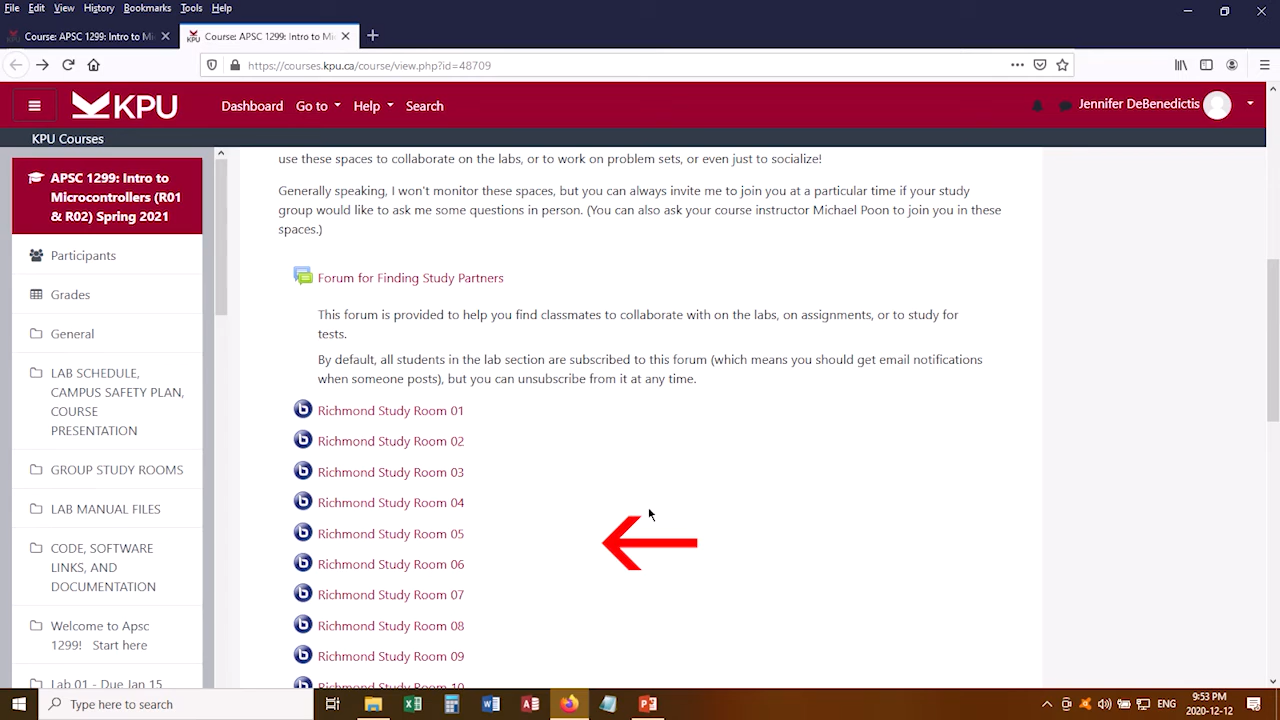 File Edit View History Bookmarks Tools Help
Course: APSC 1299: Intro to Mi
Course: APSC 1299: Intro to Mi
https://courses.kpu.ca/course/view.php?id=48709
KPU Dashboard Go to Help Search Jennifer DeBenedictis
KPU Courses
APSC 1299: Intro to
Microcontrollers (R01
& R02) Spring 2021
Participants
Grades
General
LAB SCHEDULE,
CAMPUS SAFETY PLAN,
COURSE
PRESENTATION
GROUP STUDY ROOMS
LAB MANUAL FILES
CODE, SOFTWARE
LINKS, AND
DOCUMENTATION
Welcome to Apsc
1299! Start here
Lab 01 - Due Jan 15
use these spaces to collaborate on the labs, or to work on problem sets, or even just to socialize!
Generally speaking, I won't monitor these spaces, but you can always invite me to join you at a particular time if your study
group would like to ask me some questions in person. (You can also ask your course instructor Michael Poon to join you in these
spaces.)
Forum for Finding Study Partners
This forum is provided to help you find classmates to collaborate with on the labs, on assignments, or to study for
tests.
By default, all students in the lab section are subscribed to this forum (which means you should get email notifications
when someone posts), but you can unsubscribe from it at any time.
b Richmond Study Room 01
b Richmond Study Room 02
b Richmond Study Room 03
b Richmond Study Room 04
b Richmond Study Room 05
b Richmond Study Room 06
b Richmond Study Room 07
b Richmond Study Room 08
b Richmond Study Room 09
Richmond Study Room 10
Type here to search
ENG
9:53 PM
2020-12-12